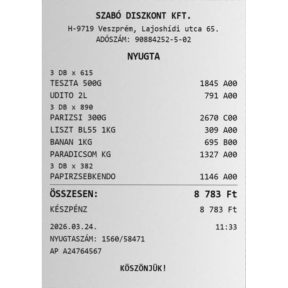 SZABÓ DISZKONT KFT.
H-9719 Veszprém, Lajoshídi utca 65.
ADÓSZÁM: 90884252-5-02
NYUGTA
3 DB x 615
TESZTA 500G 1845 A00
UDITO 2L 791 A00
3 DB x 890
PARIZSI 300G 2670 C00
LISZT BL55 1KG 309 A00
BANAN 1KG 695 B00
PARADICSOM KG 1327 A00
3 DB x 382
PAPIRZSEBKENDO 1146 A00
ÖSSZESEN: 8 783 Ft
KÉSZPÉNZ 8 783 Ft
2026.03.24. 11:33
NYUGTASZÁM: 1560/58471
AP A24764567
KÖSZÖNJÜK!